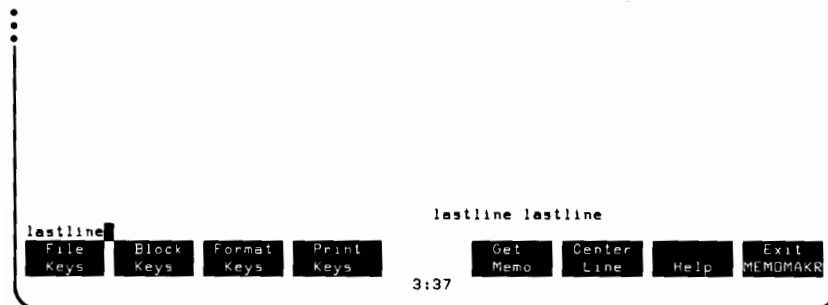 lastline lastline
lastline
File Block Format Print Get Center Exit
Keys Keys Keys Keys Memo Line Help MEMOMAKR
3:37